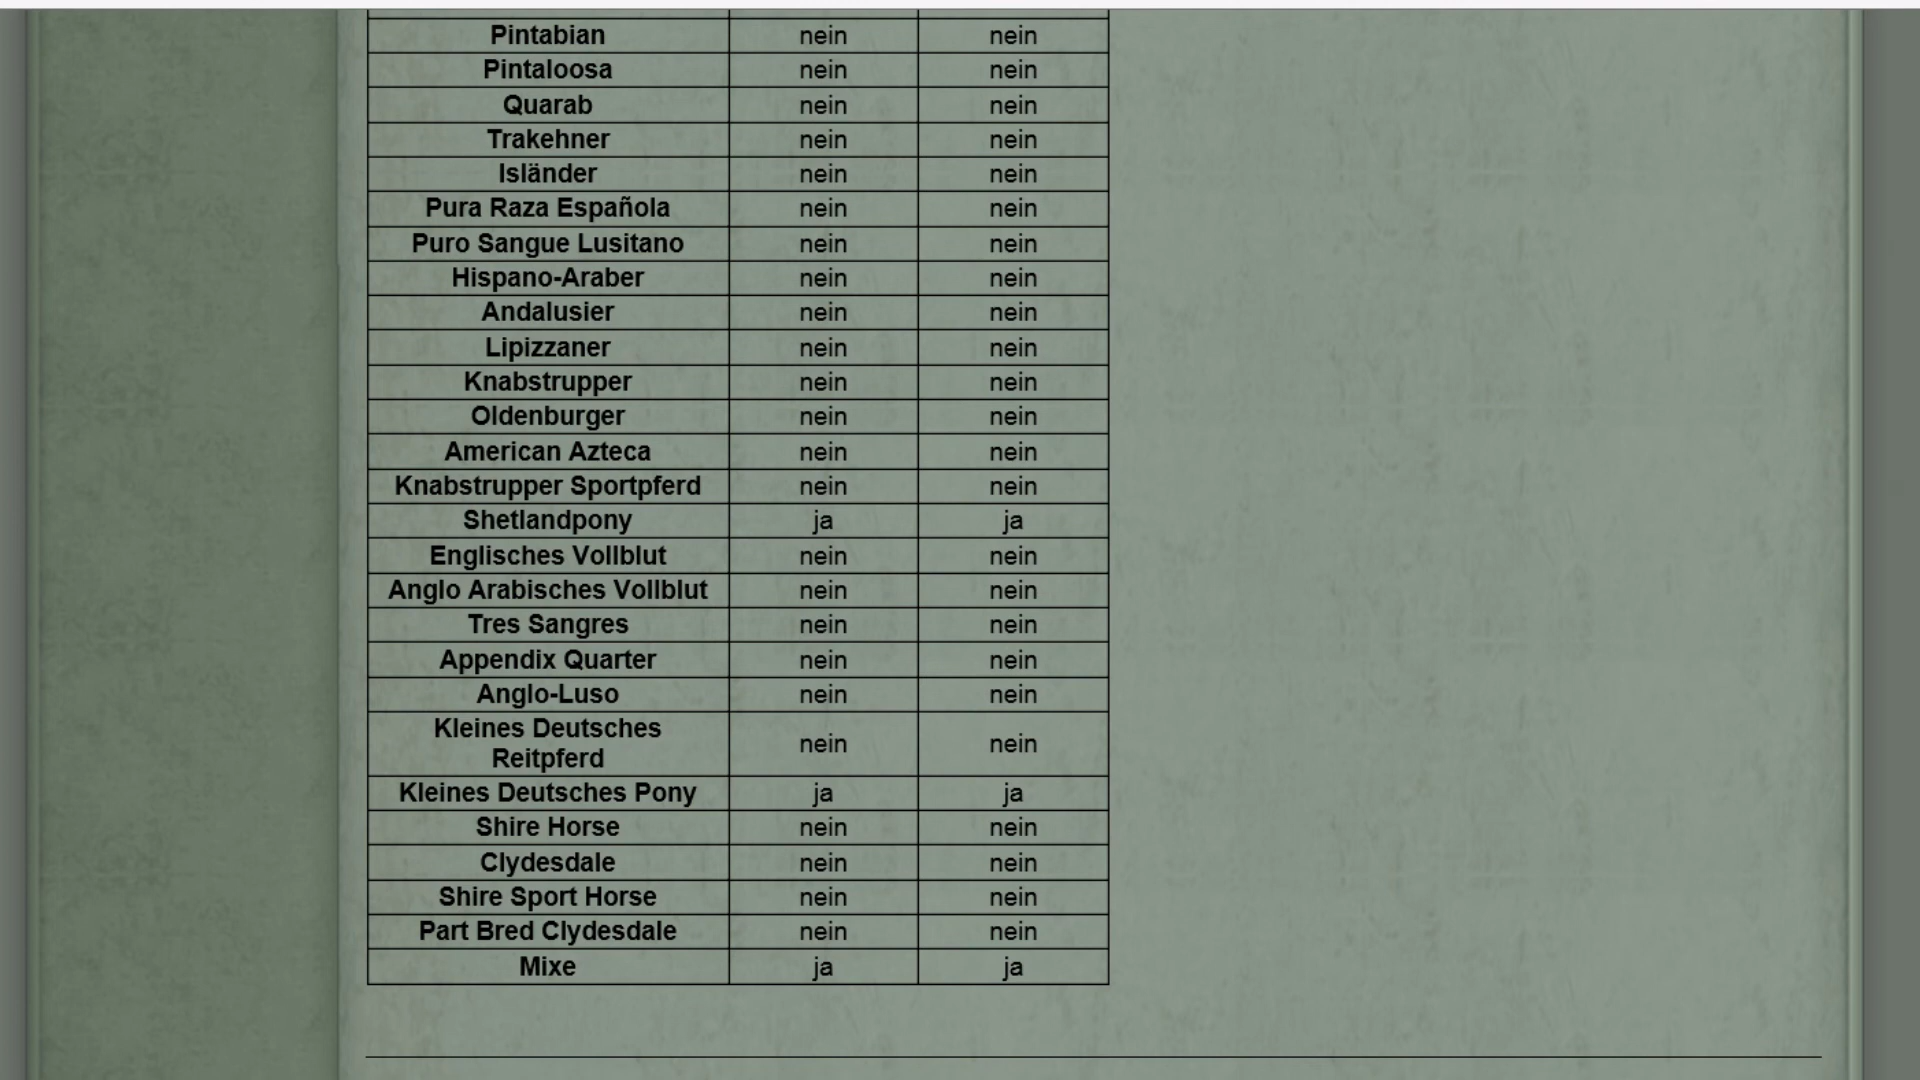 Pintabian nein nein
Pintaloosa nein nein
Quarab nein nein
Trakehner nein nein
Isländer nein nein
Pura Raza Española nein nein
Puro Sangue Lusitano nein nein
Hispano-Araber nein nein
Andalusier nein nein
Lipizzaner nein nein
Knabstrupper nein nein
Oldenburger nein nein
American Azteca nein nein
Knabstrupper Sportpferd nein nein
Shetlandpony ja ja
Englisches Vollblut nein nein
Anglo Arabisches Vollblut nein nein
Tres Sangres nein nein
Appendix Quarter nein nein
Anglo-Luso nein nein
Kleines Deutsches
Reitpferd nein nein
Kleines Deutsches Pony ja ja
Shire Horse nein nein
Clydesdale nein nein
Shire Sport Horse nein nein
Part Bred Clydesdale nein nein
Mixe ja ja